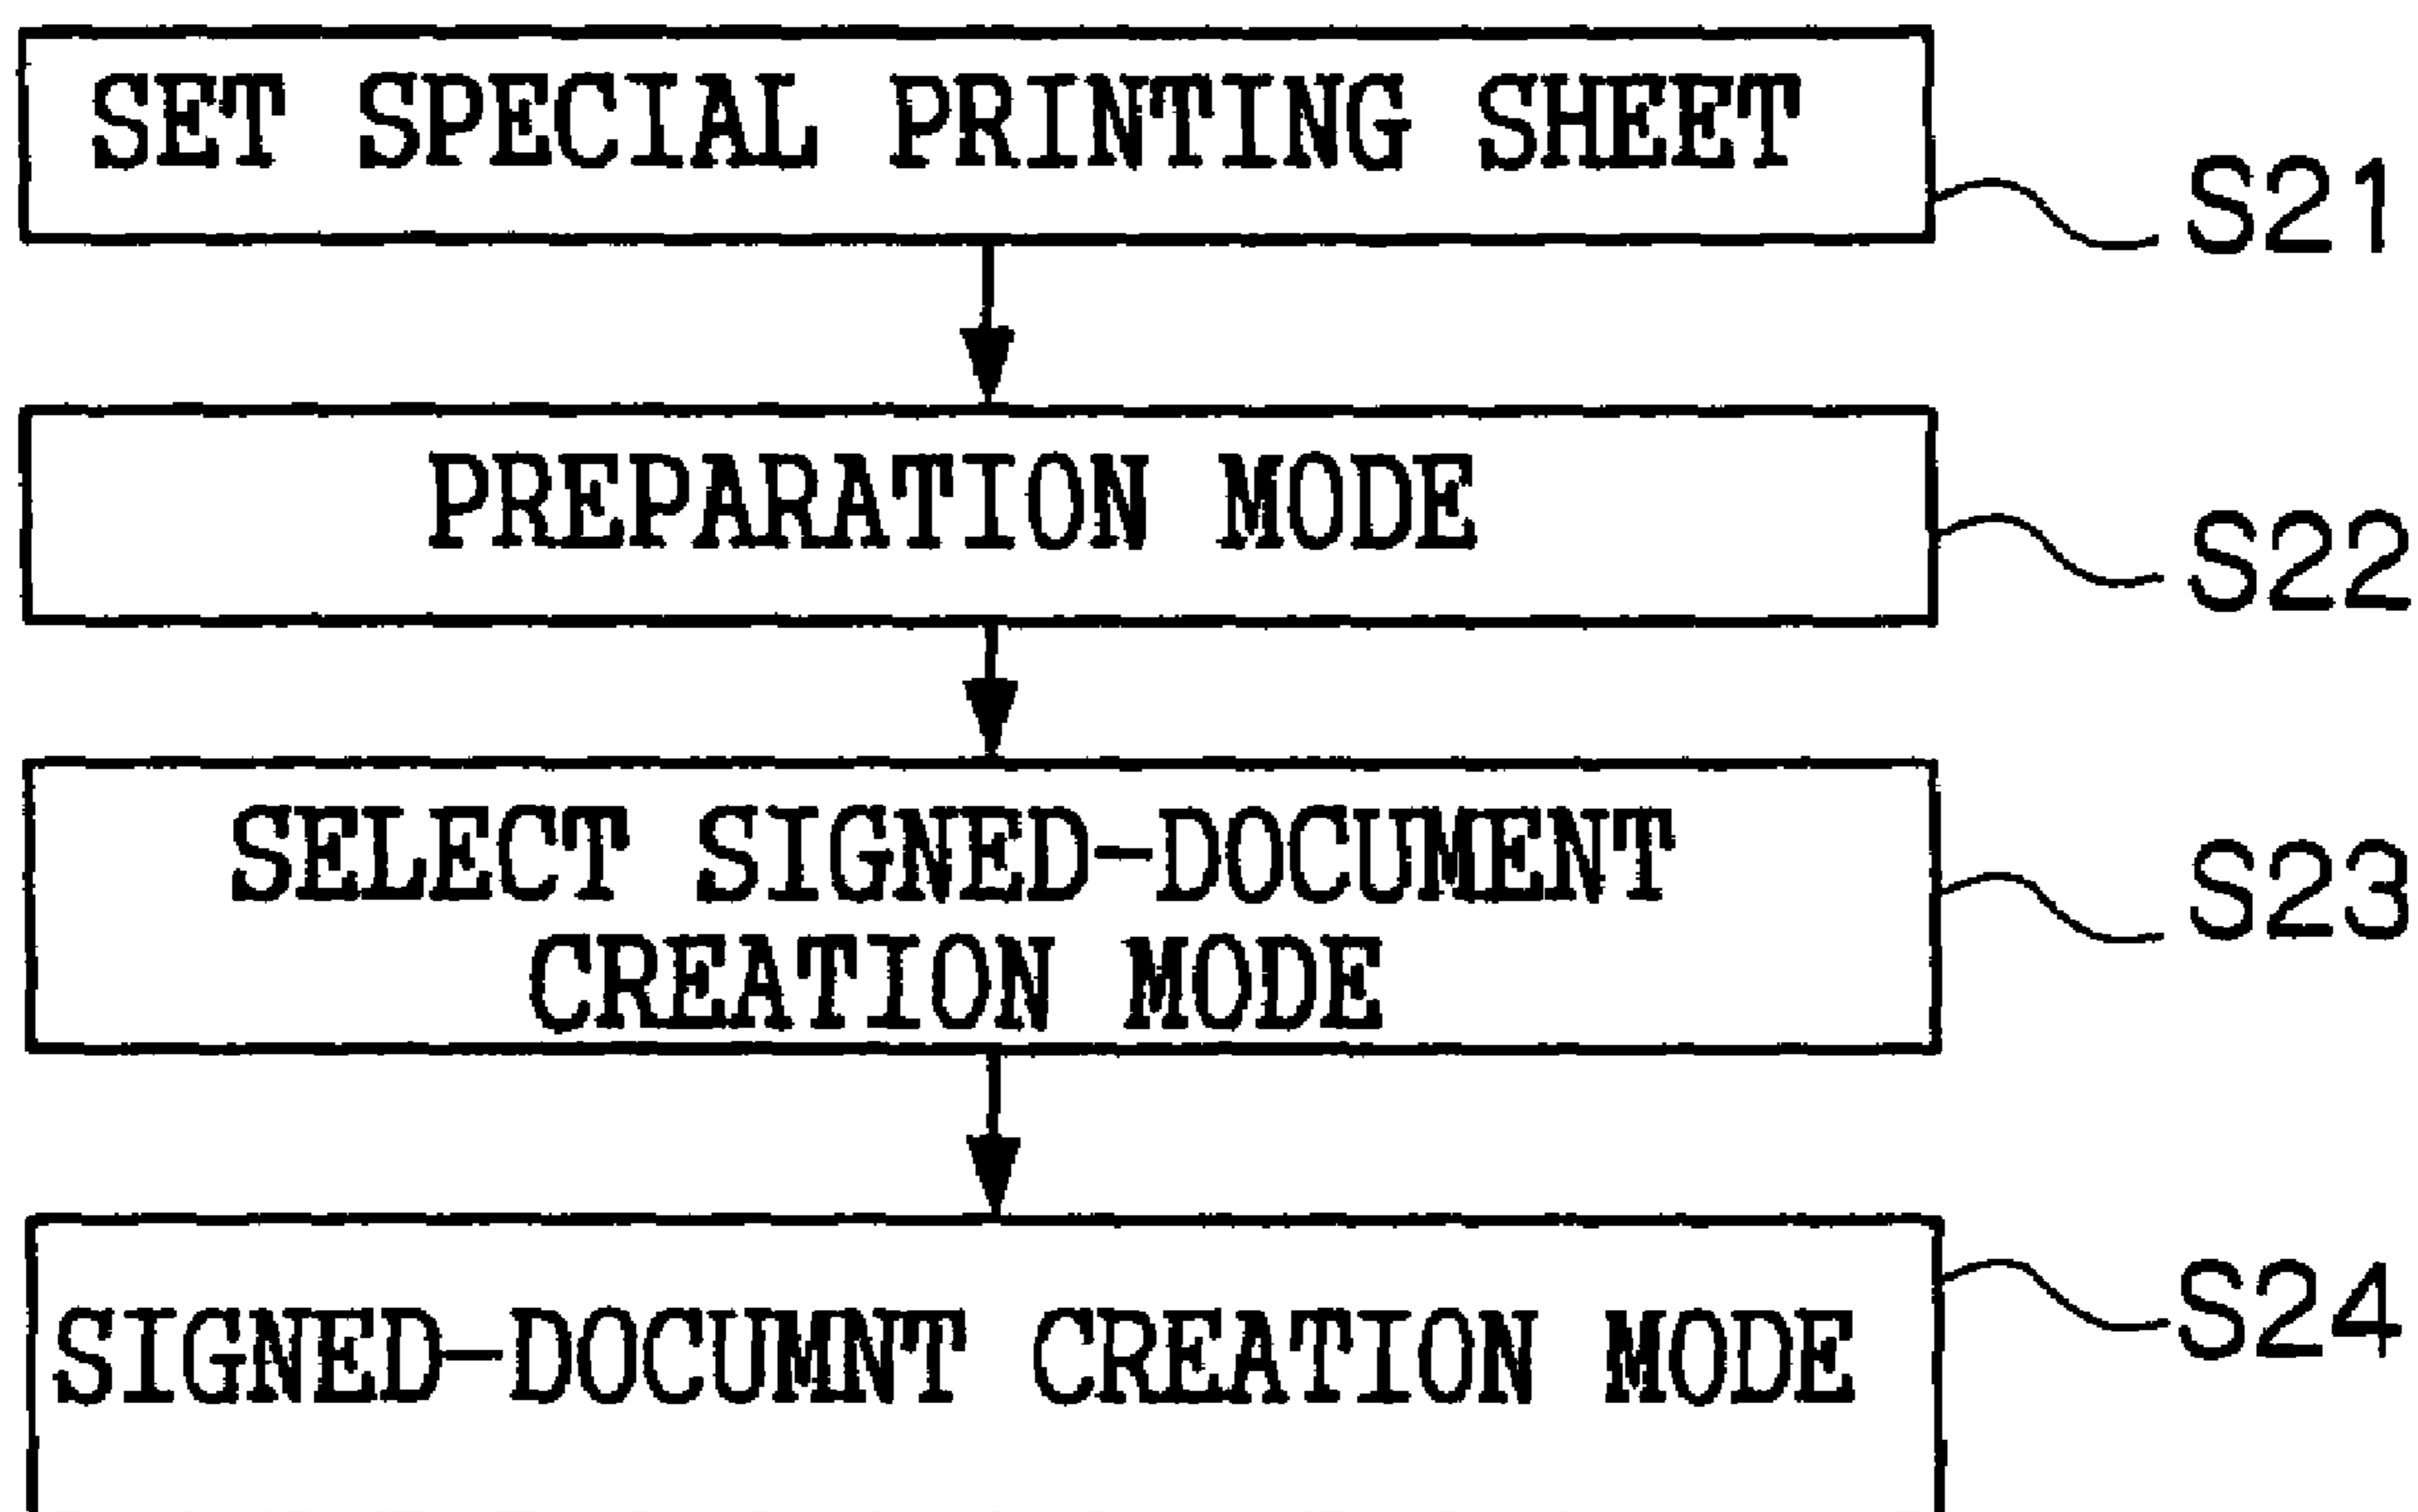 SET SPECIAL PRINTING SHEET
S21
PREPARATION MODE
S22
SELECT SIGNED-DOCUMENT
CREATION MODE
S23
S24
SIGNED-DOCUMNT CREATION MODE